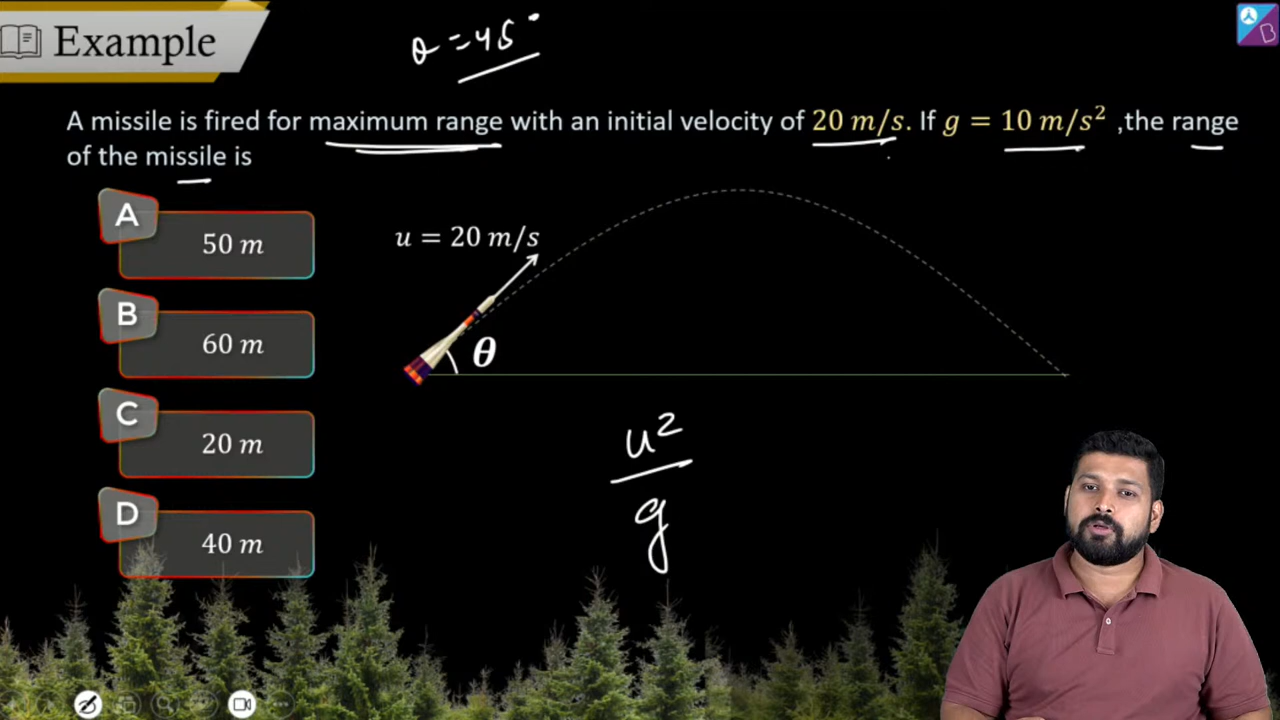 Example
θ = 45°
A missile is fired for maximum range with an initial velocity of 20 m/s. If g = 10 m/s² ,the range
of the missile is
A
50 m
B
60 m
C
20 m
D
40 m
u = 20 m/s
θ
u²
g
B